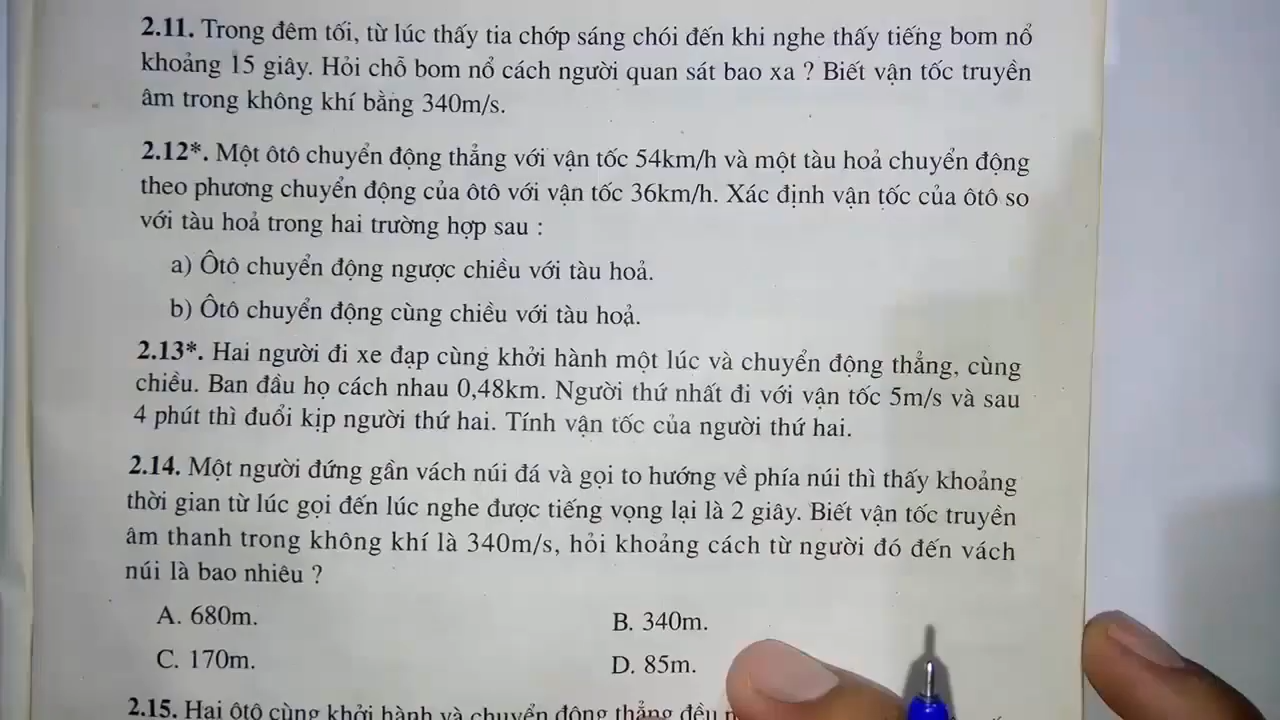 2.11. Trong đêm tối, từ lúc thấy tia chớp sáng chói đến khi nghe thấy tiếng bom nổ
khoảng 15 giây. Hỏi chỗ bom nổ cách người quan sát bao xa ? Biết vận tốc truyền
âm trong không khí bằng 340m/s.
2.12*. Một ôtô chuyển động thẳng với vận tốc 54km/h và một tàu hoả chuyển động
theo phương chuyển động của ôtô với vận tốc 36km/h. Xác định vận tốc của ôtô so
với tàu hoả trong hai trường hợp sau :
a) Ôtô chuyển động ngược chiều với tàu hoả.
b) Ôtô chuyển động cùng chiều với tàu hoả.
2.13*. Hai người đi xe đạp cùng khởi hành một lúc và chuyển động thẳng, cùng
chiều. Ban đầu họ cách nhau 0,48km. Người thứ nhất đi với vận tốc 5m/s và sau
4 phút thì đuổi kịp người thứ hai. Tính vận tốc của người thứ hai.
2.14. Một người đứng gần vách núi đá và gọi to hướng về phía núi thì thấy khoảng
thời gian từ lúc gọi đến lúc nghe được tiếng vọng lại là 2 giây. Biết vận tốc truyền
âm thanh trong không khí là 340m/s, hỏi khoảng cách từ người đó đến vách
núi là bao nhiêu ?
A. 680m. B. 340m.
C. 170m. D. 85m.
2.15. Hai ôtô cùng khởi hành và chuyển động thẳng đều